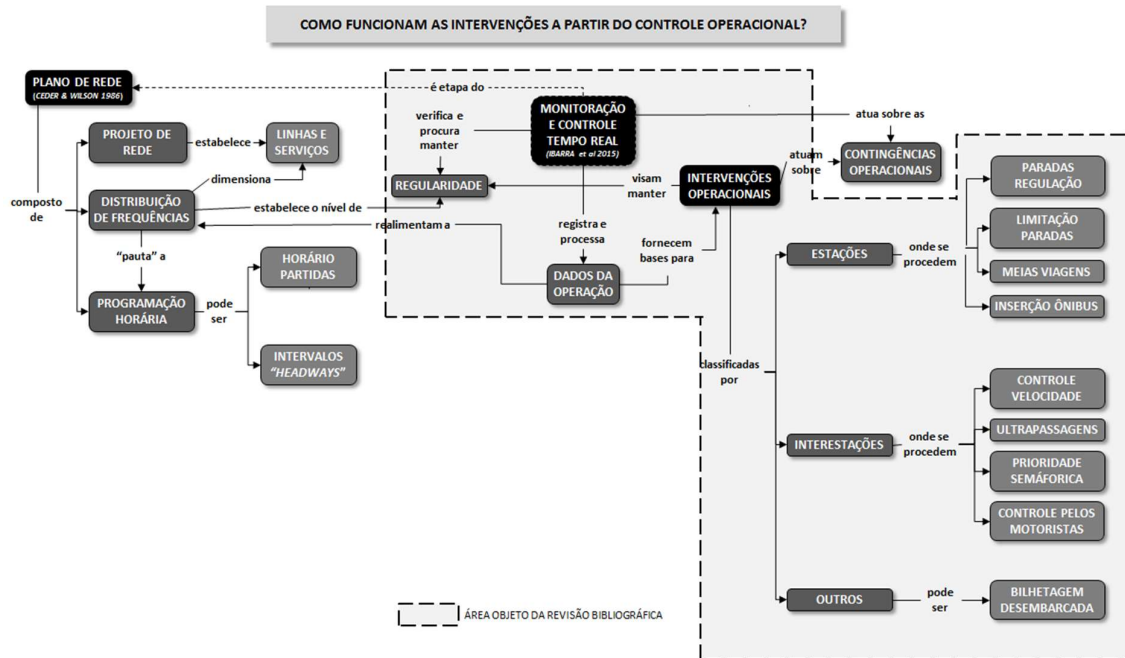 COMO FUNCIONAM AS INTERVENÇÕES A PARTIR DO CONTROLE OPERACIONAL?
PLANO DE REDE
(CEDER & WILSON 1986)
é etapa do
MONITORAÇÃO
E CONTROLE
TEMPO REAL
(IBARRA et al 2015)
verifica e
procura
manter
atua sobre as
PROJETO DE
REDE
estabelece
LINHAS E
SERVIÇOS
dimensiona
composto
de
DISTRIBUIÇÃO
DE FREQUÊNCIAS
estabelece o nível de
REGULARIDADE
visam
manter
INTERVENÇÕES
OPERACIONAIS
atuam
sobre
CONTINGÊNCIAS
OPERACIONAIS
realimentam a
registra e
processa
fornecem
bases para
DADOS DA
OPERAÇÃO
"pauta" a
PROGRAMAÇÃO
HORÁRIA
pode
ser
HORÁRIO
PARTIDAS
INTERVALOS
"HEADWAYS"
classificadas
por
ESTAÇÕES
onde se
procedem
PARADAS
REGULAÇÃO
LIMITAÇÃO
PARADAS
MEIAS VIAGENS
INSERÇÃO ÔNIBUS
INTERESTAÇÕES
onde se
procedem
CONTROLE
VELOCIDADE
ULTRAPASSAGENS
PRIORIDADE
SEMÁFORICA
CONTROLE PELOS
MOTORISTAS
OUTROS
pode
ser
BILHETAGEM
DESEMBARCADA
ÁREA OBJETO DA REVISÃO BIBLIOGRÁFICA